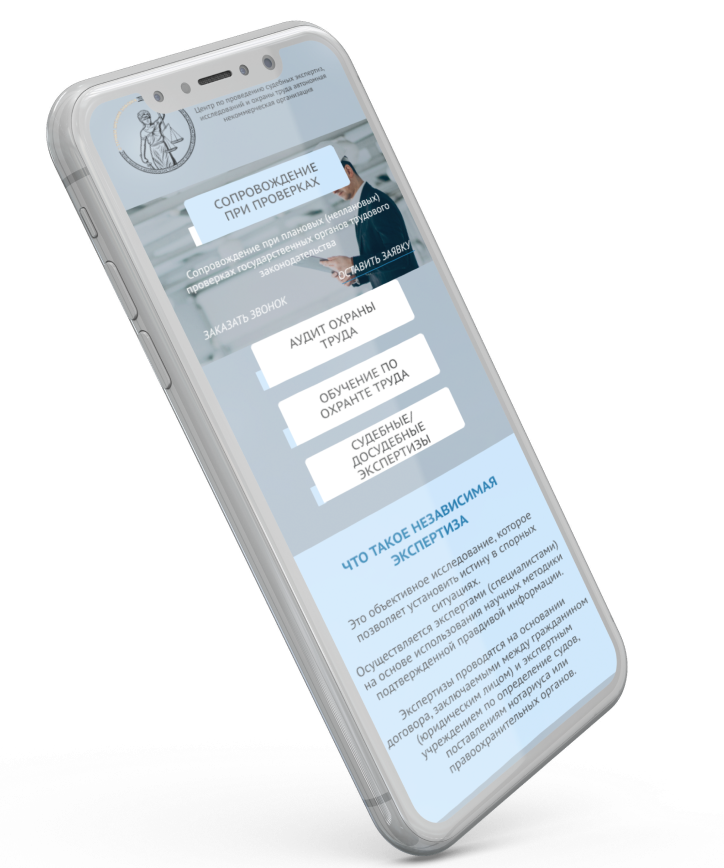 Центр по проведению судебных экспертиз,
исследований и охраны труда автономная
некоммерческая организация
СОПРОВОЖДЕНИЕ
ПРИ ПРОВЕРКАХ
Сопровождение при плановых (неплановых)
проверках государственных органов трудового
законодательства
ОСТАВИТЬ ЗАЯВКУ
ЗАКАЗАТЬ ЗВОНОК
АУДИТ ОХРАНЫ
ТРУДА
ОБУЧЕНИЕ ПО
ОХРАНТЕ ТРУДА
СУДЕБНЫЕ/
ДОСУДЕБНЫЕ
ЭКСПЕРТИЗЫ
ЧТО ТАКОЕ НЕЗАВИСИМАЯ
ЭКСПЕРТИЗА
Это объективное исследование, которое
позволяет установить истину в спорных
ситуациях.
Осуществляется экспертами (специалистами)
на основе использования научных методики
подтвержденной правдивой информации.
Экспертизы проводятся на основании
договора, заключаемыми между гражданином
(юридическим лицом) и экспертным
учреждением по определение судов,
поставлениям нотариуса или
правоохранительных органов.